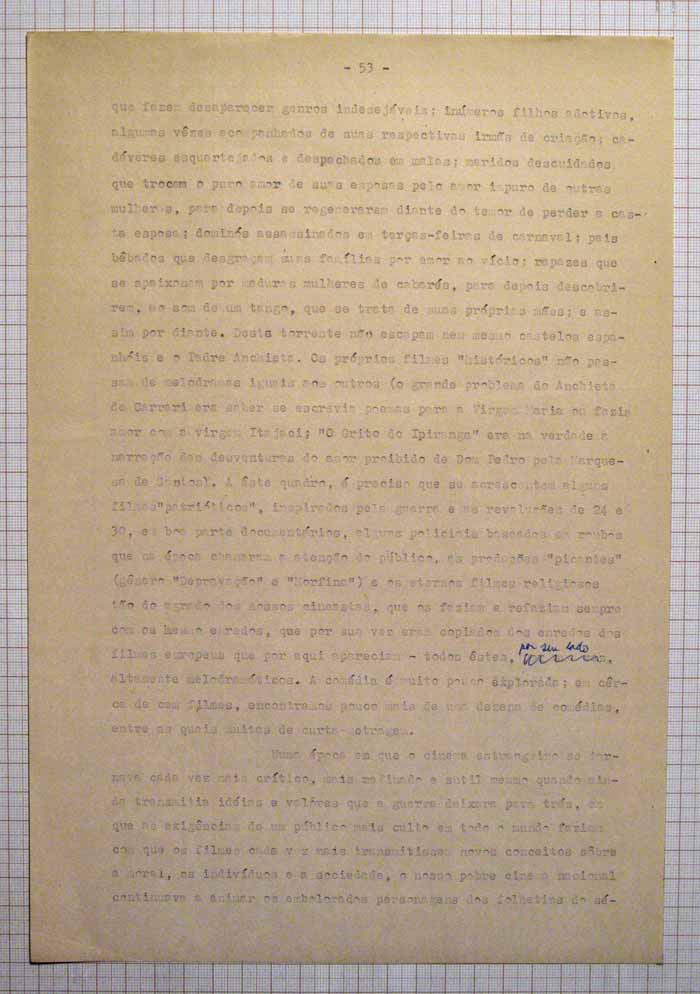 - 53 -
que fazem desaparecer genros indesejáveis; inúmeros filhos adotivos,
algumas vêzes acompanhados de suas respectivas irmãs de criação; ca-
dáveres esquartejados e despachados em malas; maridos descuidados
que trocam o puro amor de suas esposas pelo amor impuro de outras
mulheres, para depois se regenerarem diante do temor de perder a cas-
ta esposa; dominós assassinados em terças-feiras de carnaval; pais
bêbados que desgraçam suas famílias por amor ao vício; rapazes que
se apaixonam por maduras mulheres de cabarés, para depois descobri-
rem, ao som de um tango, que se trata de suas próprias mães; e as-
sim por diante. Desta torrente não escapam nem mesmo castelos espa-
nhóis e o Padre Anchieta. Os próprios filmes "históricos" não pas-
sam de melodramas iguais aos outros (o grande problema do Anchieta
de Carrari era saber se escrevia poemas para a Virgem Maria ou fazia
amor com a virgem Itajaci; "O Grito do Ipiranga" era na verdade a
narração das desventuras do amor proibido de Dom Pedro pela Marque-
sa de Santos). A êste quadro, é preciso que se acrescentem alguns
filmes"patrióticos", inspirados pela guerra e as revoluções de 24 e
30, em boa parte documentários, alguns policiais baseados em roubos
que na época chamaram a atenção do público, as produções "picantes"
(gênero "Depravação" e "Morfina") e os eternos filmes religiosos
tão do agrado dos nossos cineastas, que os faziam e refaziam sempre
com os mesmo enredos, que por sua vez eram copiados dos enredos dos
filmes europeus que por aqui apareciam - todos êstes, por seu lado,
altamente melodramáticos. A comédia é muito pouco explorada; em cêr-
ca de cem filmes, encontramos pouco mais de uma dezena de comédias,
entre as quais muitas de curta-metragem.
Numa época em que o cinema estrangeiro se tor-
nava cada vez mais crítico, mais refinado e sutil mesmo quando ain-
da transmitia idéias e valôres que a guerra deixara para trás, em
que as exigências de um público mais culto em todo o mundo faziam
com que os filmes cada vez mais transmitissem novos conceitos sôbre
a moral, os indivíduos e a sociedade, o nosso pobre cinema nacional
continuava a animar os embolorados personagens dos folhetins do sé-